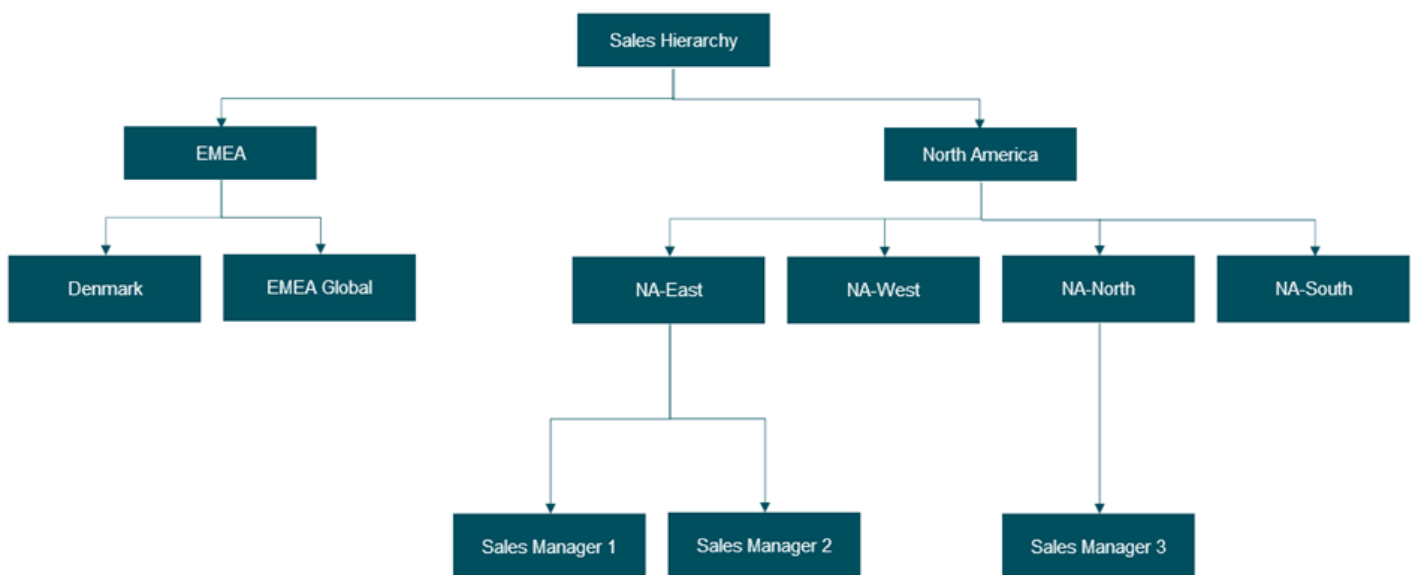 Sales Hierarchy
EMEA
North America
Denmark
EMEA Global
NA-East
NA-West
NA-North
NA-South
Sales Manager 1
Sales Manager 2
Sales Manager 3